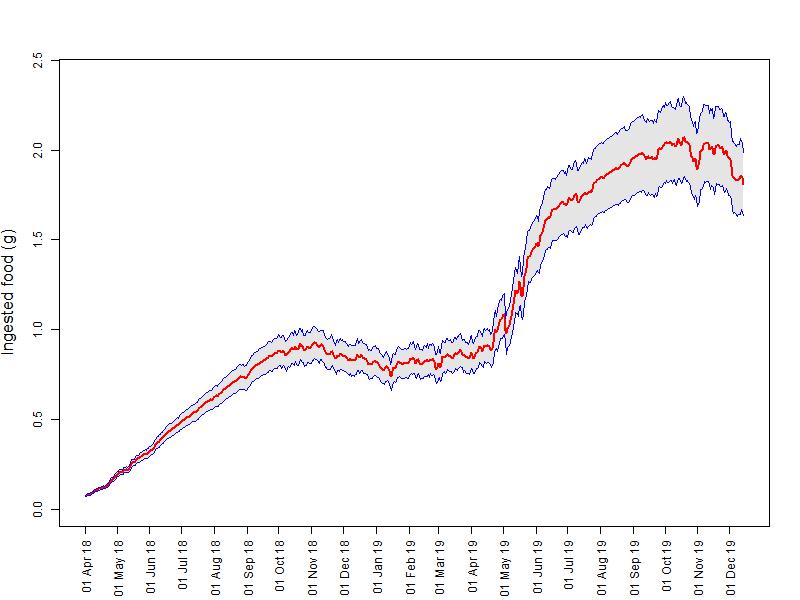 Ingested food (g)
2.5
2.0
1.5
1.0
0.5
0.0
01 Apr 18
01 May 18
01 Jun 18
01 Jul 18
01 Aug 18
01 Sep 18
01 Oct 18
01 Nov 18
01 Dec 18
01 Jan 19
01 Feb 19
01 Mar 19
01 Apr 19
01 May 19
01 Jun 19
01 Jul 19
01 Aug 19
01 Sep 19
01 Oct 19
01 Nov 19
01 Dec 19